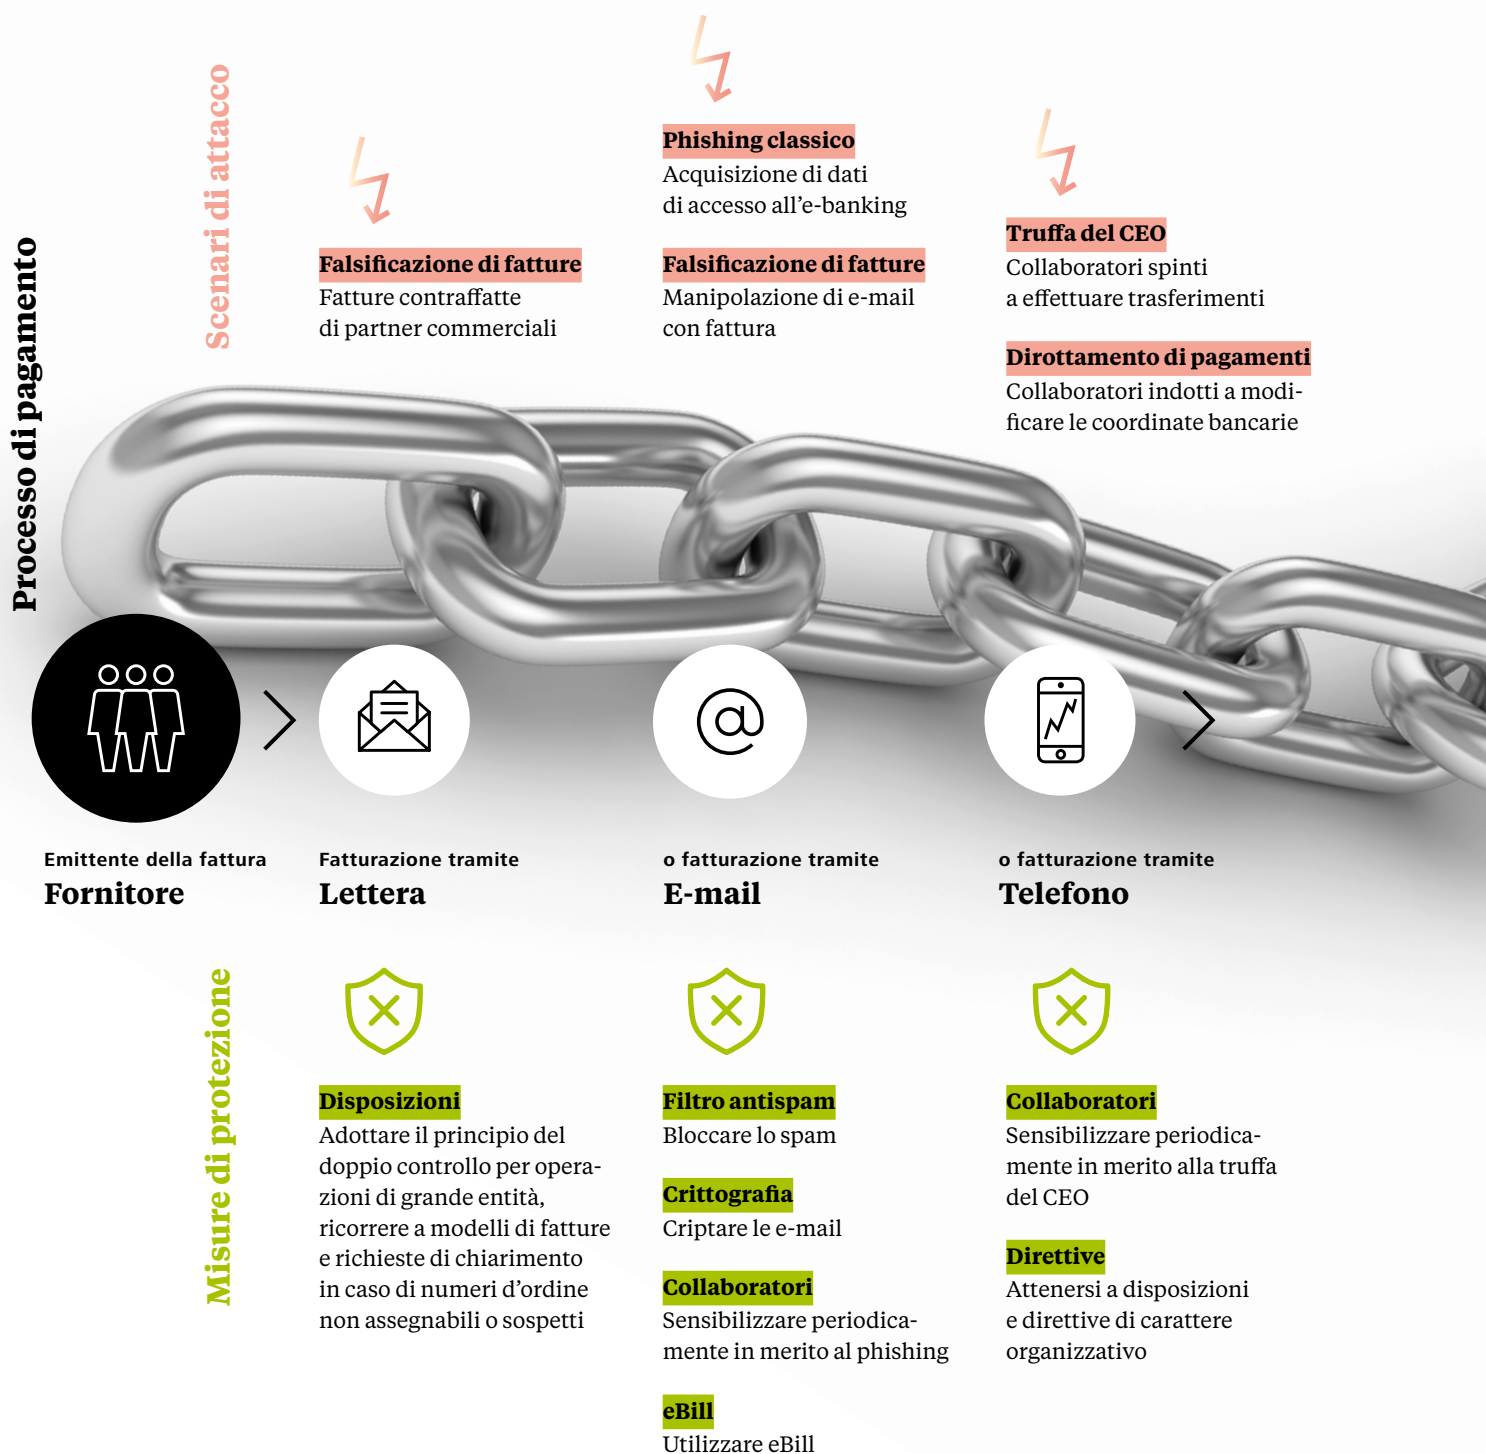 Processo di pagamento
Scenari di attacco
Falsificazione di fatture
Fatture contraffatte
di partner commerciali
Phishing classico
Acquisizione di dati
di accesso all’e-banking
Falsificazione di fatture
Manipolazione di e-mail
con fattura
Truffa del CEO
Collaboratori spinti
a effettuare trasferimenti
Dirottamento di pagamenti
Collaboratori indotti a modi-
ficare le coordinate bancarie
Emittente della fattura
Fornitore
Fatturazione tramite
Lettera
o fatturazione tramite
E-mail
o fatturazione tramite
Telefono
Misure di protezione
Disposizioni
Adottare il principio del
doppio controllo per opera-
zioni di grande entità,
ricorrere a modelli di fatture
e richieste di chiarimento
in caso di numeri d’ordine
non assegnabili o sospetti
Filtro antispam
Bloccare lo spam
Crittografia
Criptare le e-mail
Collaboratori
Sensibilizzare periodica-
mente in merito al phishing
eBill
Utilizzare eBill
Collaboratori
Sensibilizzare periodica-
mente in merito alla truffa
del CEO
Direttive
Attenersi a disposizioni
e direttive di carattere
organizzativo